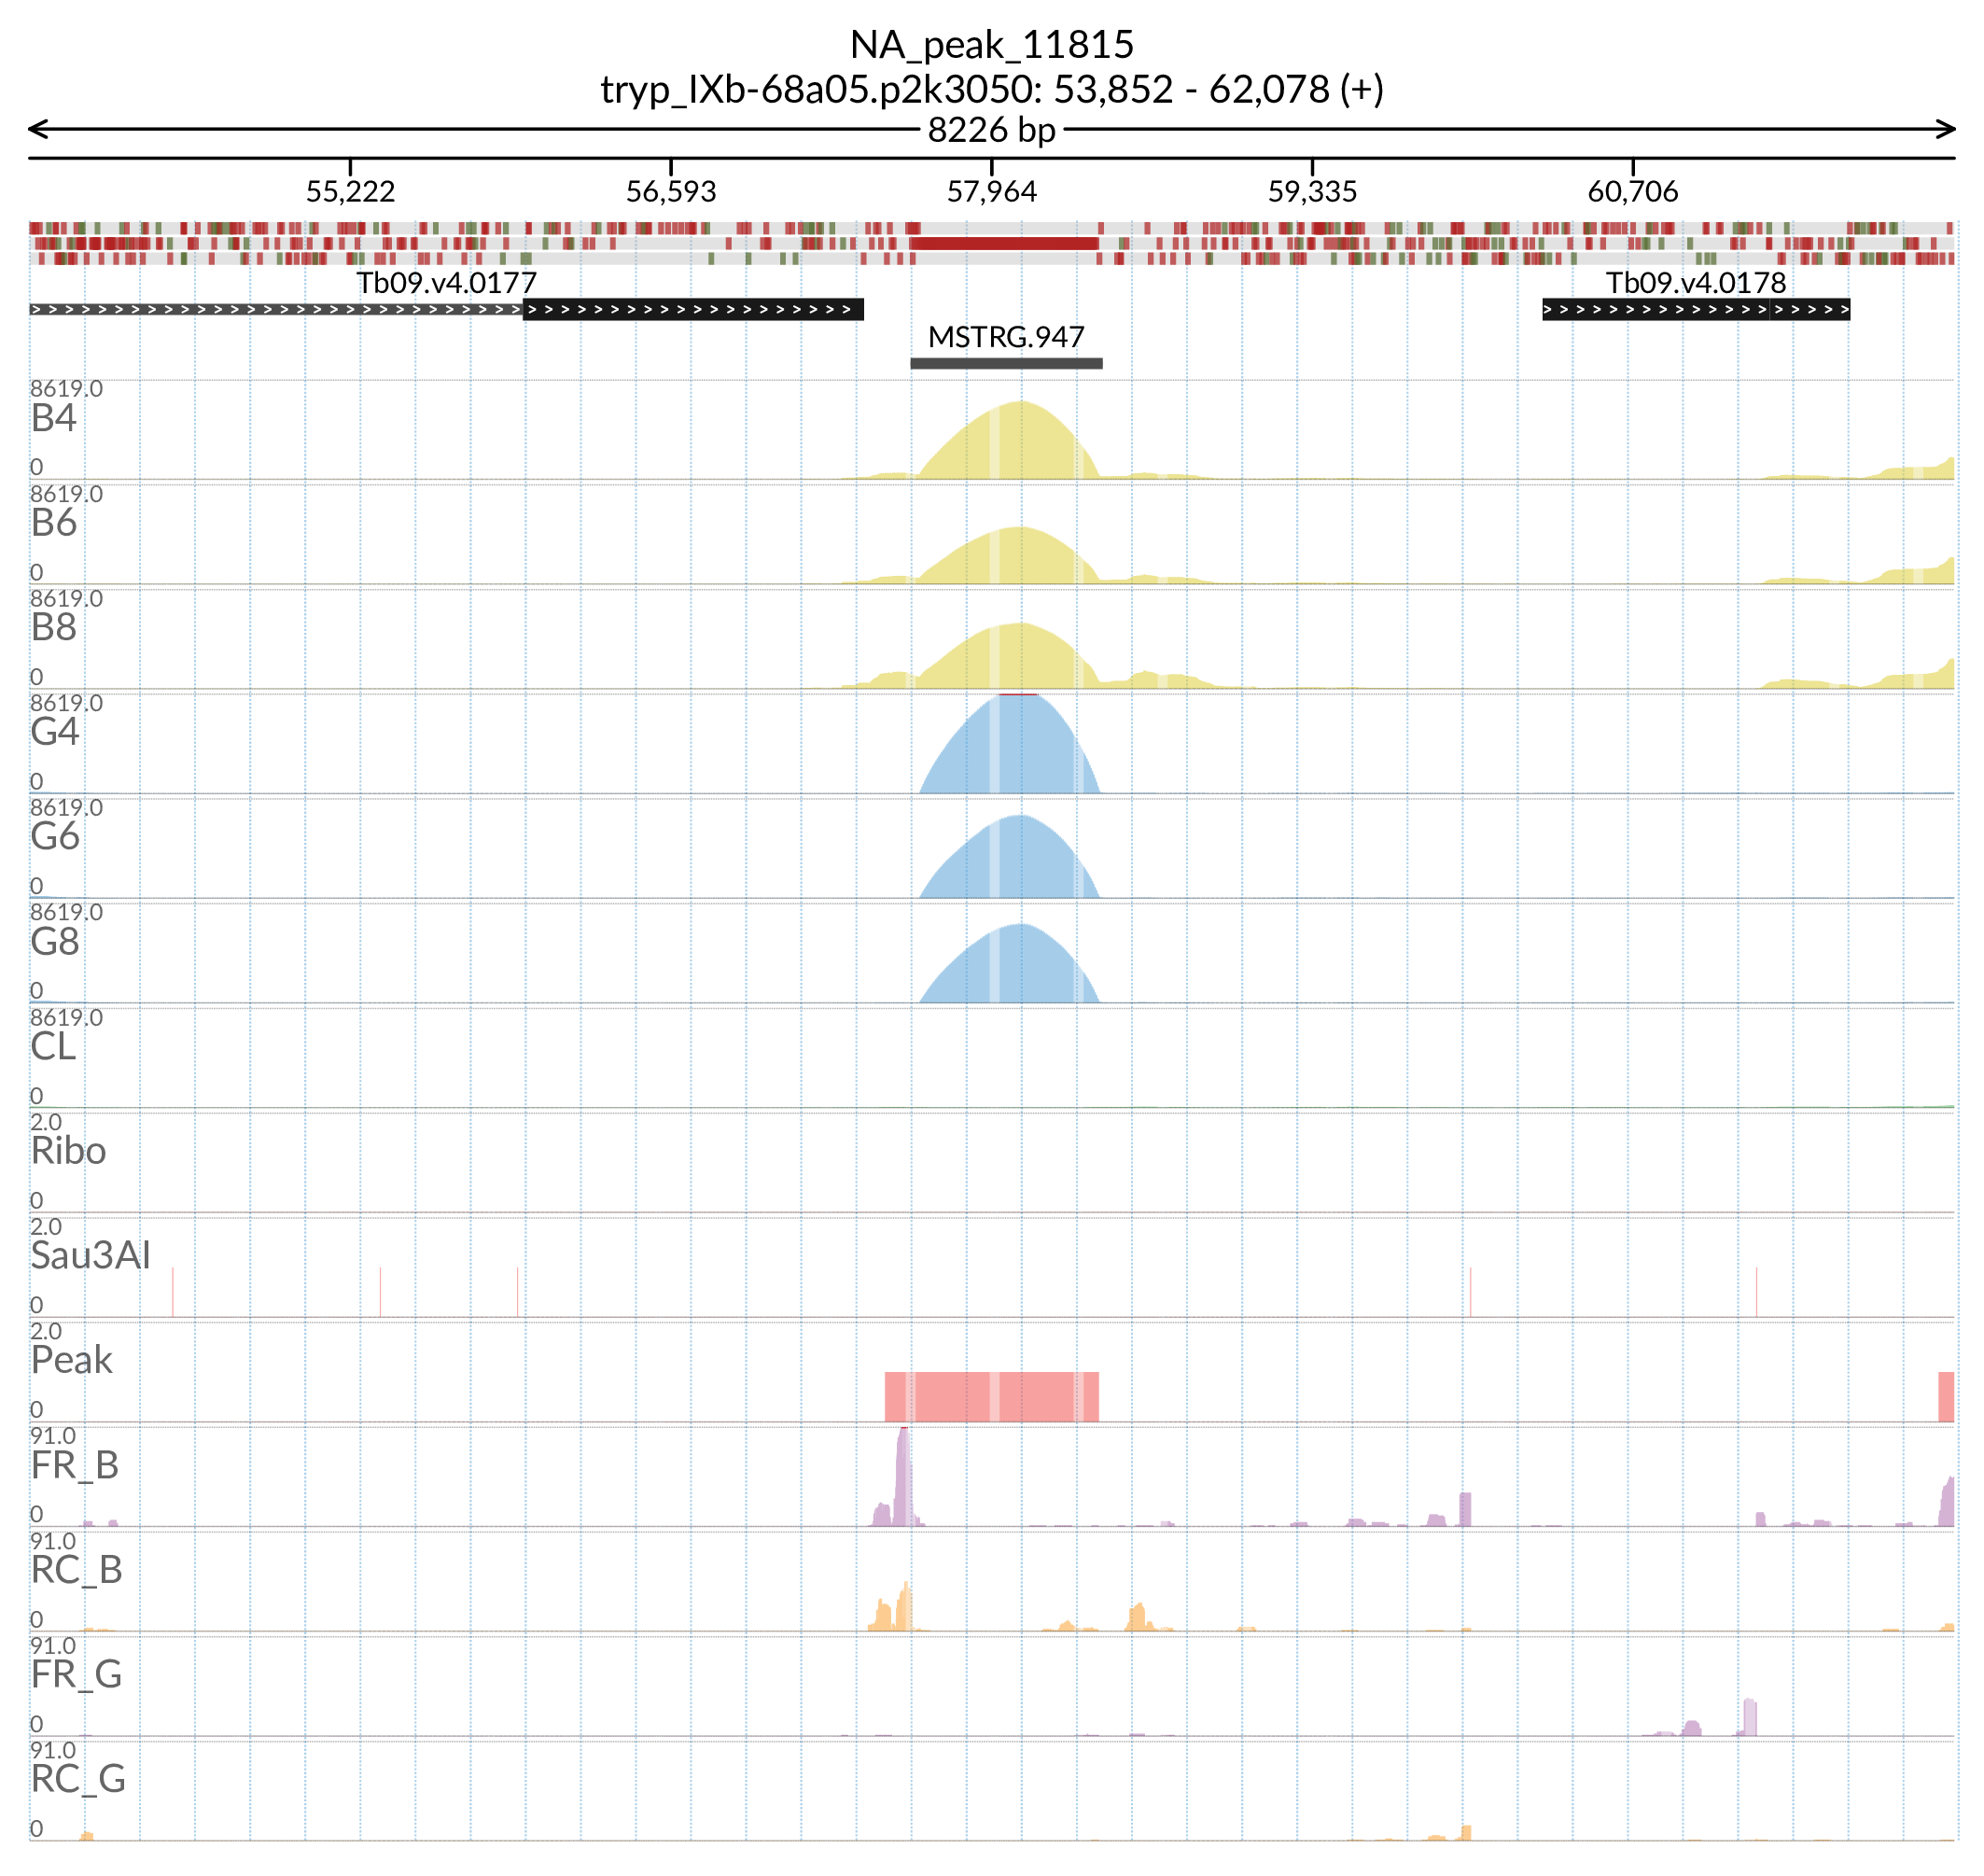 NA_peak_11815
tryp_IXb-68a05.p2k3050: 53,852 - 62,078 (+)
8226 bp
55,222 56,593 57,964 59,335 60,706
Tb09.v4.0177 Tb09.v4.0178
MSTRG.947
8619.0
B4
0
8619.0
B6
0
8619.0
B8
0
8619.0
G4
0
8619.0
G6
0
8619.0
G8
0
8619.0
CL
0
2.0
Ribo
0
2.0
Sau3AI
0
2.0
Peak
0
91.0
FR_B
0
91.0
RC_B
0
91.0
FR_G
0
91.0
RC_G
0